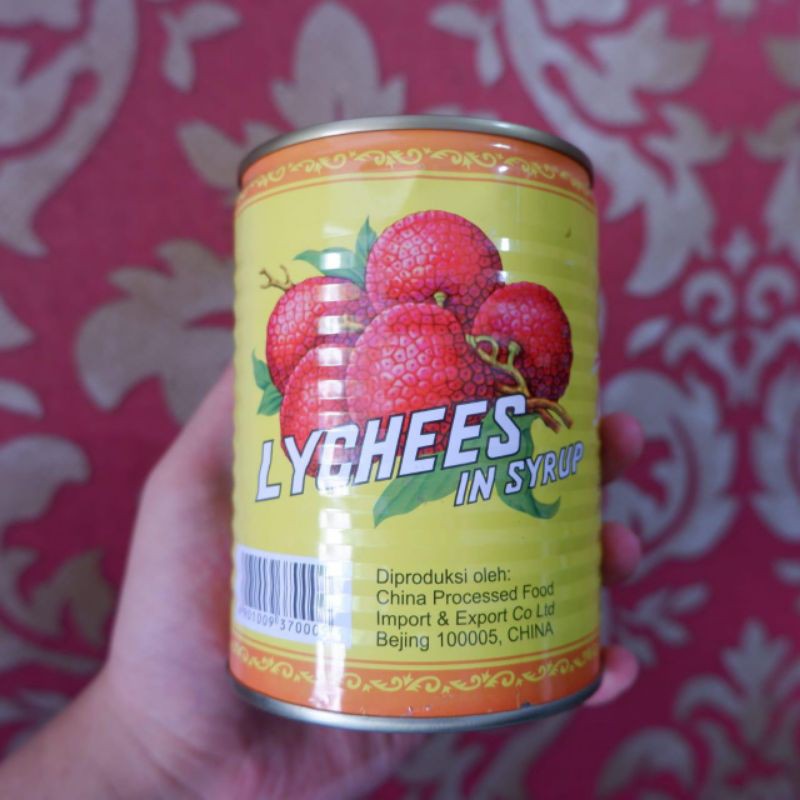 LYCHEES
IN SYRUP
Diproduksi oleh:
China Processed Food
Import & Export Co Ltd
Bejing 100005, CHINA